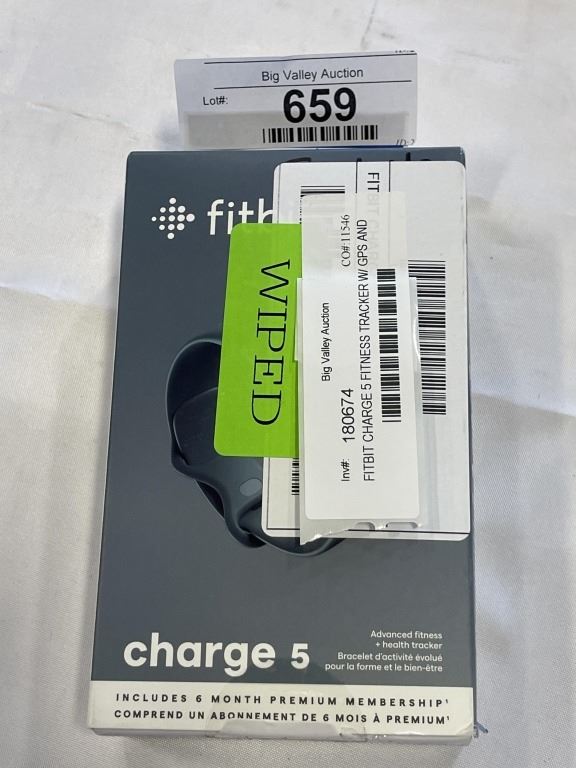 Big Valley Auction
Lot#:
659
fitb
WIPED
Big Valley Auction
Inv#: 180674 CO#:11546
FITBIT CHARGE 5 FITNESS TRACKER W/ GPS AND
charge 5
Advanced fitness
+ health tracker
Bracelet d'activité évolué
pour la forme et le bien-être
INCLUDES 6 MONTH PREMIUM MEMBERSHIP¹
COMPREND UN ABONNEMENT DE 6 MOIS À PREMIUM¹